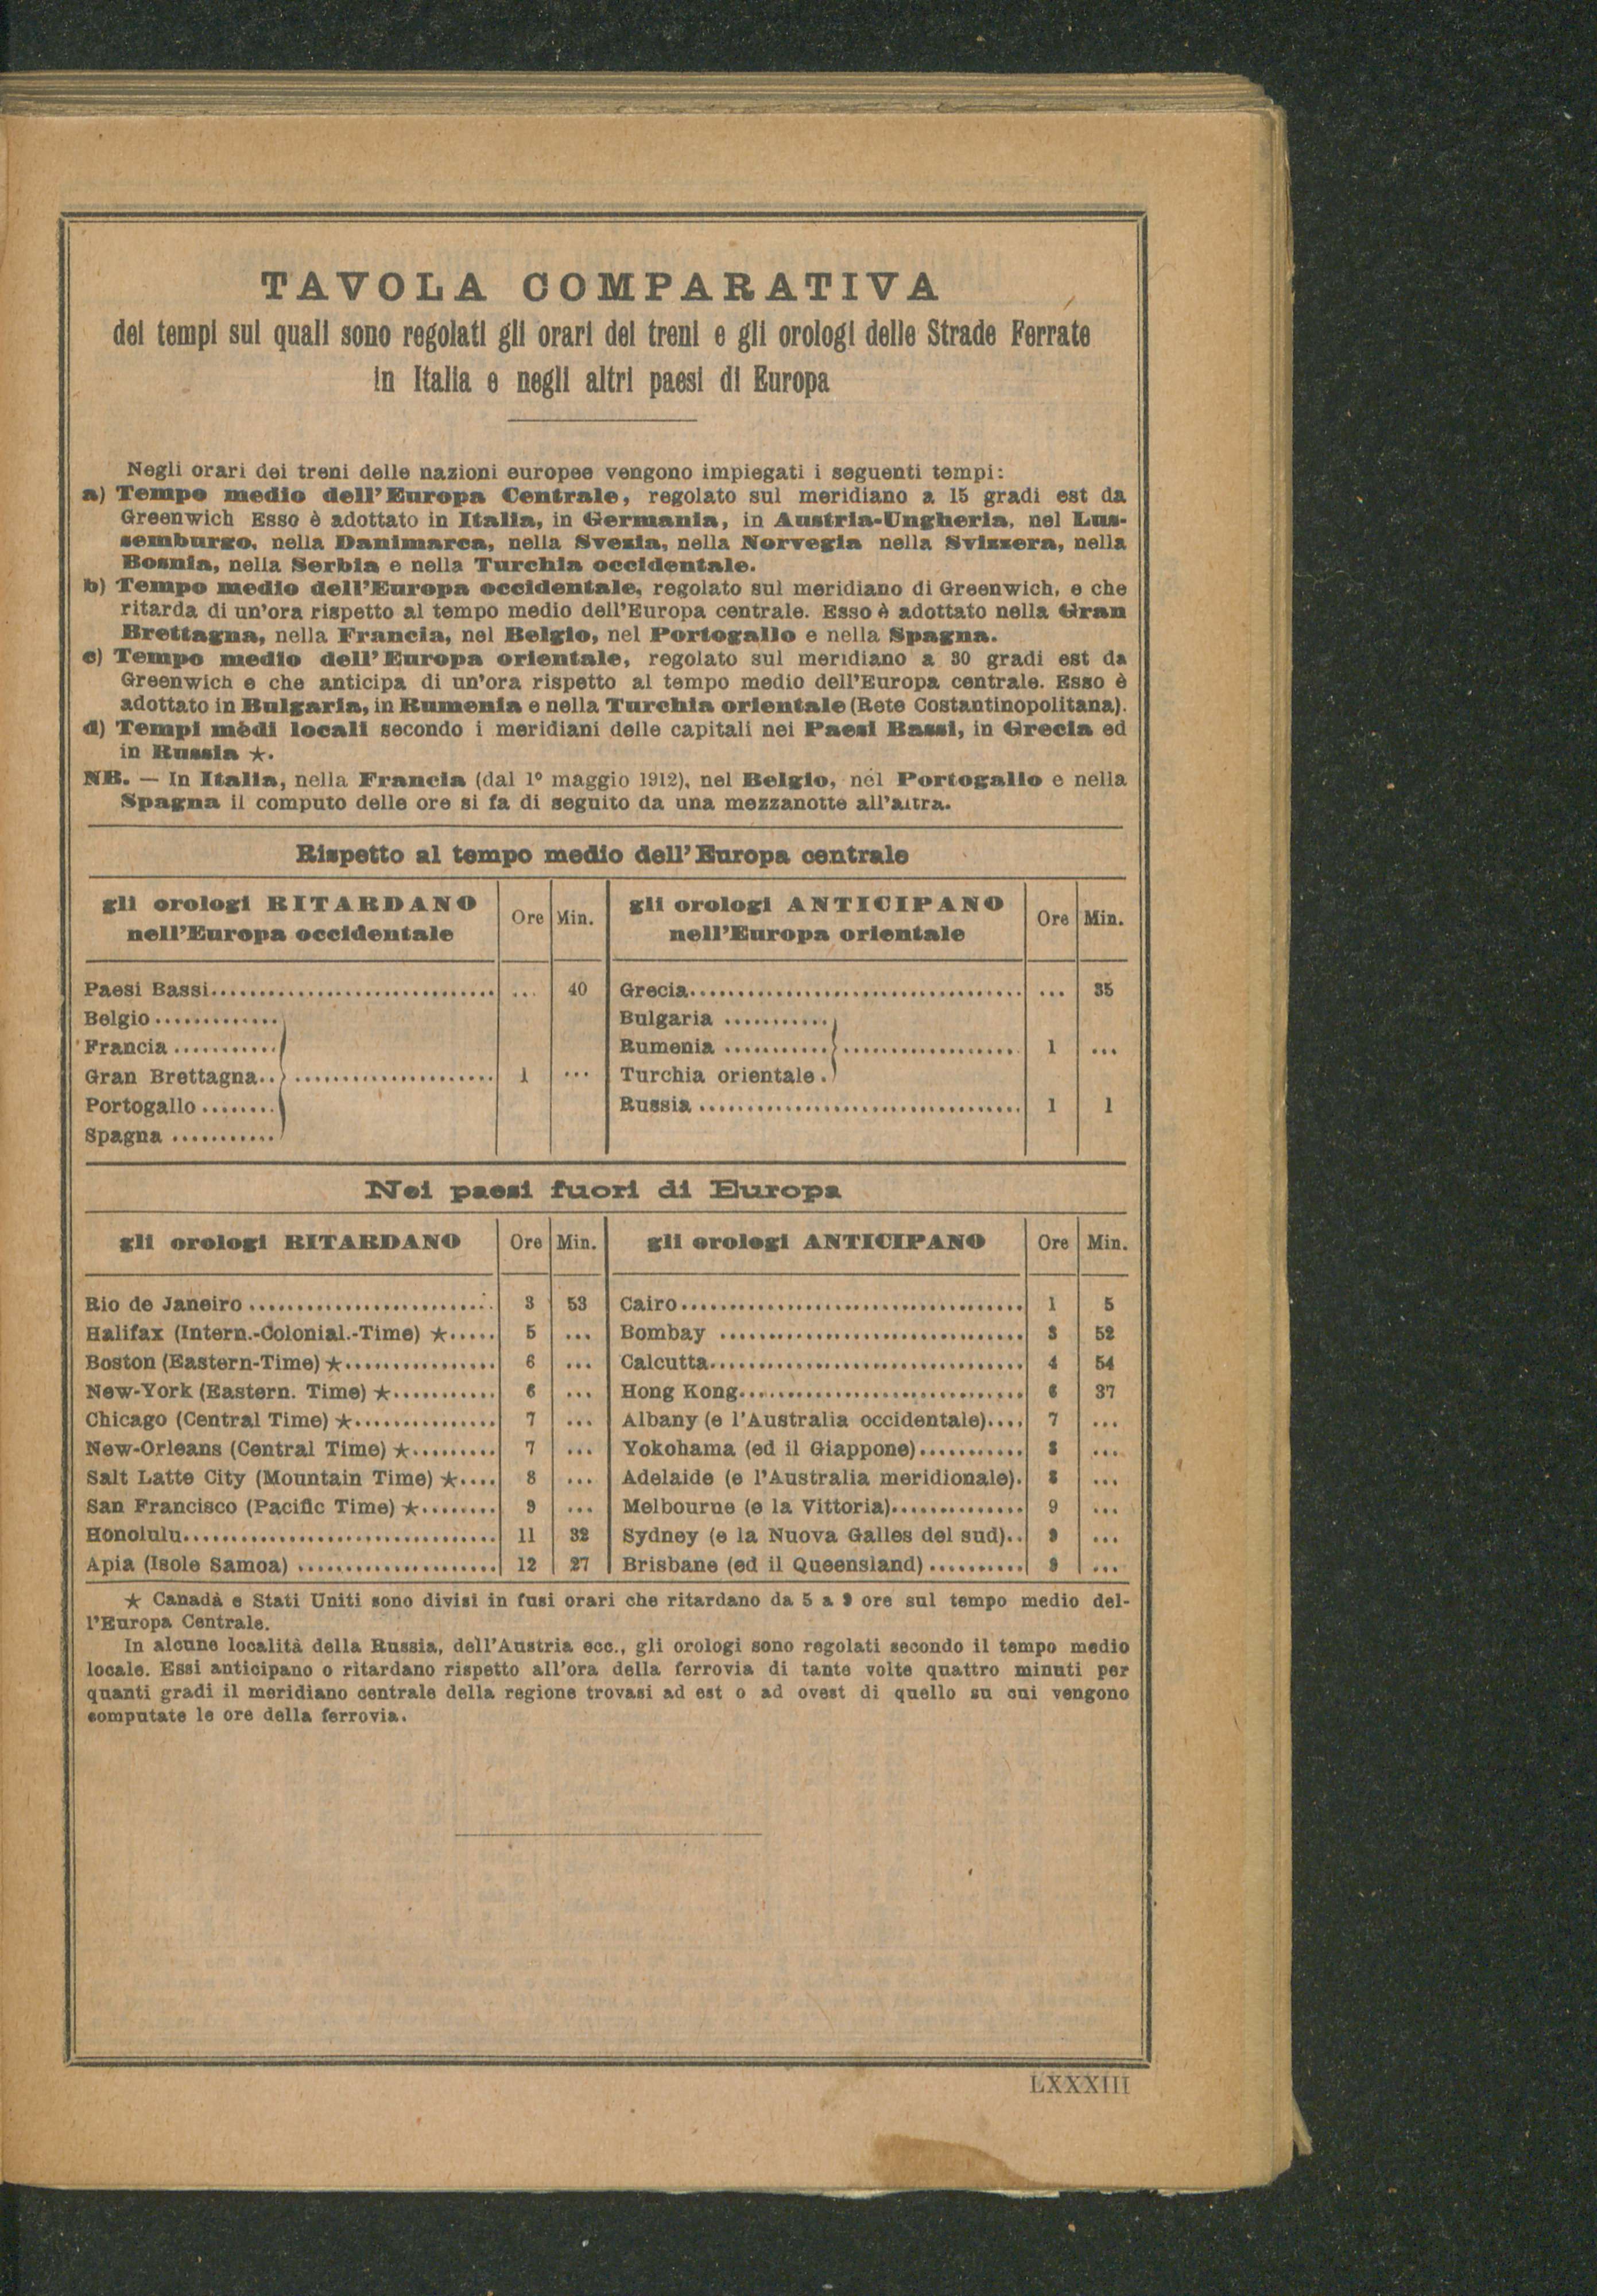 TAVOLA COMPARATIVA
dei tempi sui quali sono regolati gli orari dei treni e gli orologi delle Strade Ferrate
in Italia e negli altri paesi di Europa
Negli orari dei treni delle nazioni europee vengono impiegati i seguenti tempi:
a) Tempo medio dell'Europa Centrale, regolato sul meridiano a 15 gradi est da
Greenwich Esso è adottato in Italia, in Germania, in Austria-Ungheria, nel Lus-
semburgo, nella Danimarca, nella Svezia, nella Norvegia nella Svizzera, nella
Bosnia, nella Serbia e nella Turchia occidentale.
b) Tempo medio dell'Europa occidentale, regolato sul meridiano di Greenwich, e che
ritarda di un'ora rispetto al tempo medio dell'Europa centrale. Esso è adottato nella Gran
Brettagna, nella Francia, nel Belgio, nel Portogallo e nella Spagna.
c) Tempo medio dell'Europa orientale, regolato sul meridiano a 30 gradi est da
Greenwich e che anticipa di un'ora rispetto al tempo medio dell'Europa centrale. Esso è
adottato in Bulgaria, in Rumenia e nella Turchia orientale (Rete Costantinopolitana).
d) Tempi mèdi locali secondo i meridiani delle capitali nei Paesi Bassi, in Grecia ed
in Russia ★.
NB. — In Italia, nella Francia (dal 1º maggio 1912), nel Belgio, nel Portogallo e nella
Spagna il computo delle ore si fa di seguito da una mezzanotte all'altra.
Rispetto al tempo medio dell'Europa centrale
gli orologi RITARDANO nell'Europa occidentale Ore Min. gli orologi ANTICIPANO nell'Europa orientale Ore Min.
Paesi Bassi.............................. ... 40 Grecia................................... ... 35
Belgio ............. Bulgaria ...........
Francia ........... Rumenia ........... .................. 1 ...
Gran Brettagna.. ..................... 1 ... Turchia orientale .
Portogallo ........ Russia .................................. 1 1
Spagna ...........
Nei paesi fuori di Europa
gli orologi RITARDANO Ore Min. gli orologi ANTICIPANO Ore Min.
Rio de Janeiro .......................... 3 53 Cairo.................................... 1 5
Halifax (Intern.-Colonial.-Time) ★..... 5 ... Bombay ................................ 3 52
Boston (Eastern-Time) ★................ 6 ... Calcutta................................. 4 54
New-York (Eastern. Time) ★........... 6 ... Hong Kong.............................. 6 37
Chicago (Central Time) ★............... 7 ... Albany (e l'Australia occidentale).... 7 ...
New-Orleans (Central Time) ★......... 7 ... Yokohama (ed il Giappone)........... 8 ...
Salt Latte City (Mountain Time) ★.... 8 ... Adelaide (e l'Australia meridionale). 8 ...
San Francisco (Pacific Time) ★........ 9 ... Melbourne (e la Vittoria).............. 9 ...
Honolulu................................. 11 32 Sydney (e la Nuova Galles del sud).. 9 ...
Apia (Isole Samoa) ..................... 12 27 Brisbane (ed il Queensland) .......... 9 ...
★ Canadà e Stati Uniti sono divisi in fusi orari che ritardano da 5 a 9 ore sul tempo medio del-
l'Europa Centrale.
In alcune località della Russia, dell'Austria ecc., gli orologi sono regolati secondo il tempo medio
locale. Essi anticipano o ritardano rispetto all'ora della ferrovia di tante volte quattro minuti per
quanti gradi il meridiano centrale della regione trovasi ad est o ad ovest di quello su cui vengono
computate le ore della ferrovia.
LXXXIII